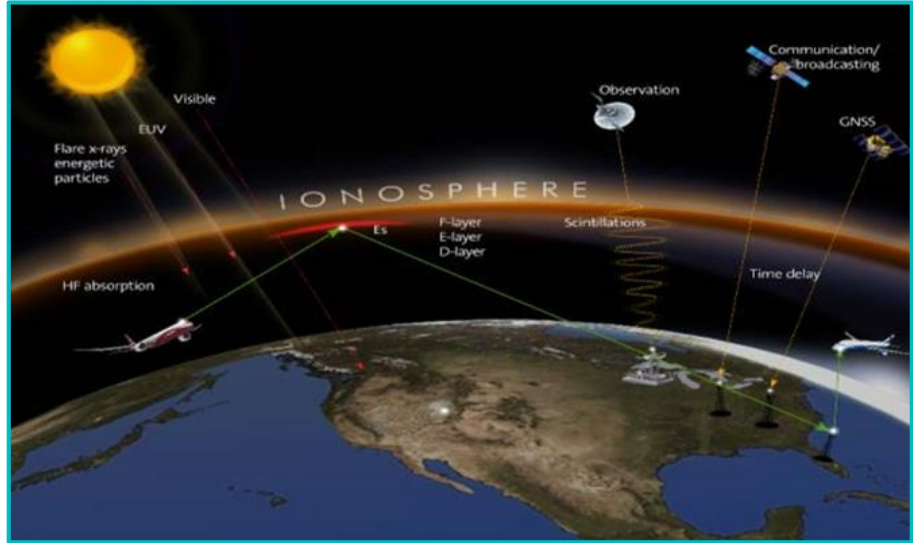 Visible
EUV
Flare x-rays
energetic
particles
Communication/
broadcasting
Observation
GNSS
IONOSPHERE
Es
F-layer
E-layer
D-layer
Scintillations
HF absorption
Time delay